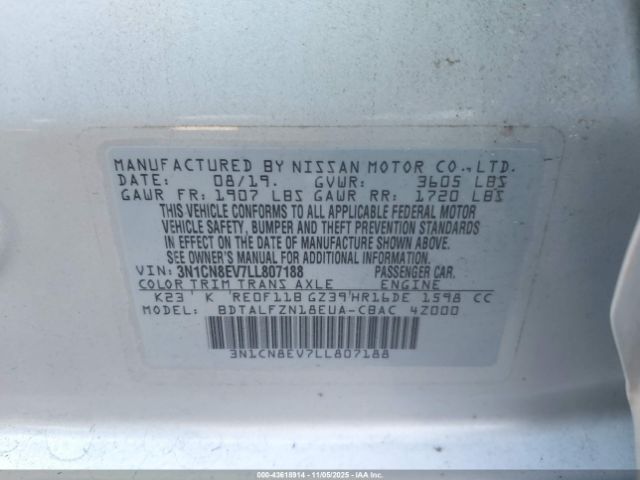 MANUFACTURED BY NISSAN MOTOR CO.,LTD.
DATE: 08/19. GVWR: 3605 LBS
GAWR FR: 1907 LBS GAWR RR: 1720 LBS
THIS VEHICLE CONFORMS TO ALL APPLICABLE FEDERAL MOTOR
VEHICLE SAFETY, BUMPER AND THEFT PREVENTION STANDARDS
IN EFFECT ON THE DATE OF MANUFACTURE SHOWN ABOVE.
SEE OWNER'S MANUAL FOR ADDITIONAL INFORMATION.
VIN: 3N1CN8EV7LL807188 PASSENGER CAR.
COLOR TRIM TRANS AXLE ENGINE
K23' K RE0F11B GZ39'HR16DE 1598 CC
MODEL: BDTALFZN18EUA-CBAC 4Z000
3N1CN8EV7LL807188
000-43618914 - 11/05/2025 - IAAC